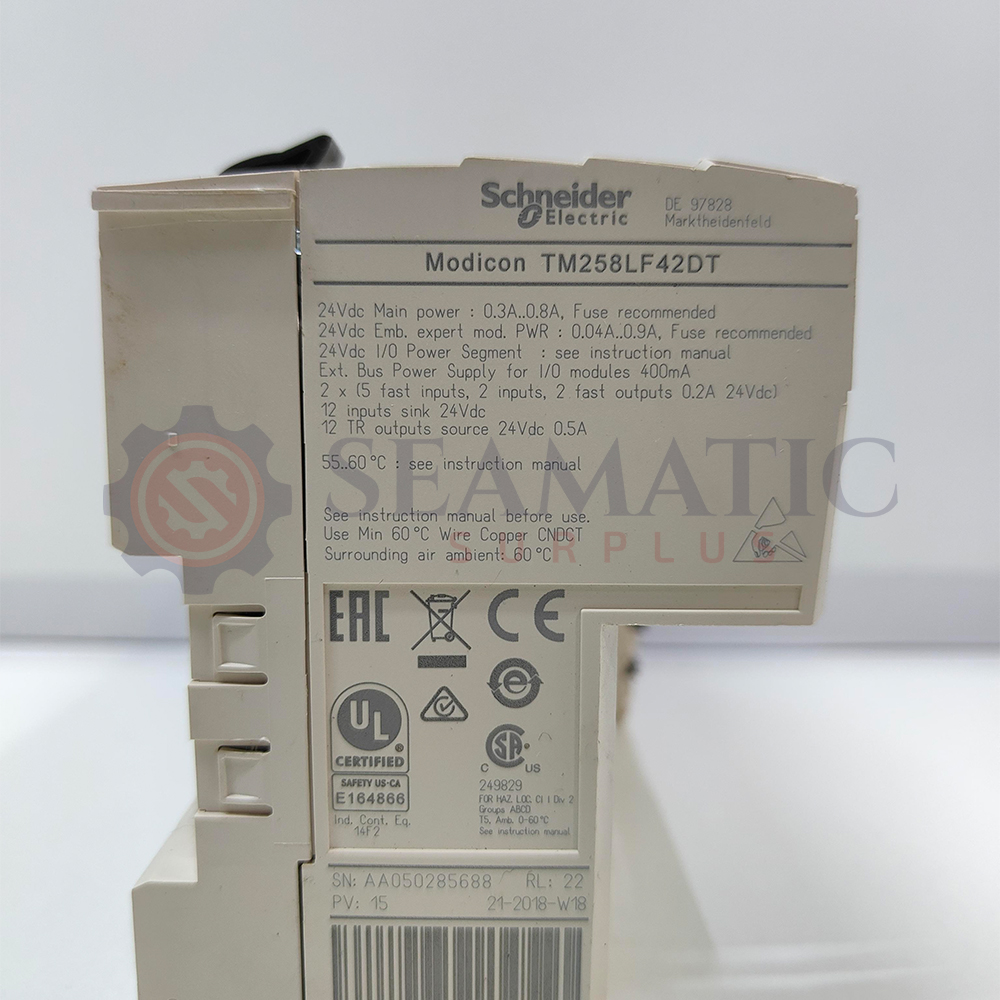 Schneider
Electric
DE 97828
Marktheidenfeld
Modicon TM258LF42DT
24Vdc Main power : 0.3A..0.8A, Fuse recommended
24Vdc Emb. expert mod. PWR : 0.04A..0.9A, Fuse recommended
24Vdc I/O Power Segment : see instruction manual
Ext. Bus Power Supply for I/O modules 400mA
2 x (5 fast inputs, 2 inputs, 2 fast outputs 0.2A 24Vdc)
12 inputs sink 24Vdc
12 TR outputs source 24Vdc 0.5A
55..60°C : see instruction manual
SEAMATIC
SURPLUS
See instruction manual before use.
Use Min 60°C Wire Copper CNDCT
Surrounding air ambient: 60°C
EAC
CE
UL
®
CERTIFIED
SAFETY US-CA
E164866
Ind. Cont. Eq.
14F2
SA
C US
249829
FOR HAZ. LOC. Cl I Div 2
Groups ABCD
T5, Amb. 0-60°C
See instruction manual
SN: AA050285688 RL: 22
PV: 15 21-2018-W18